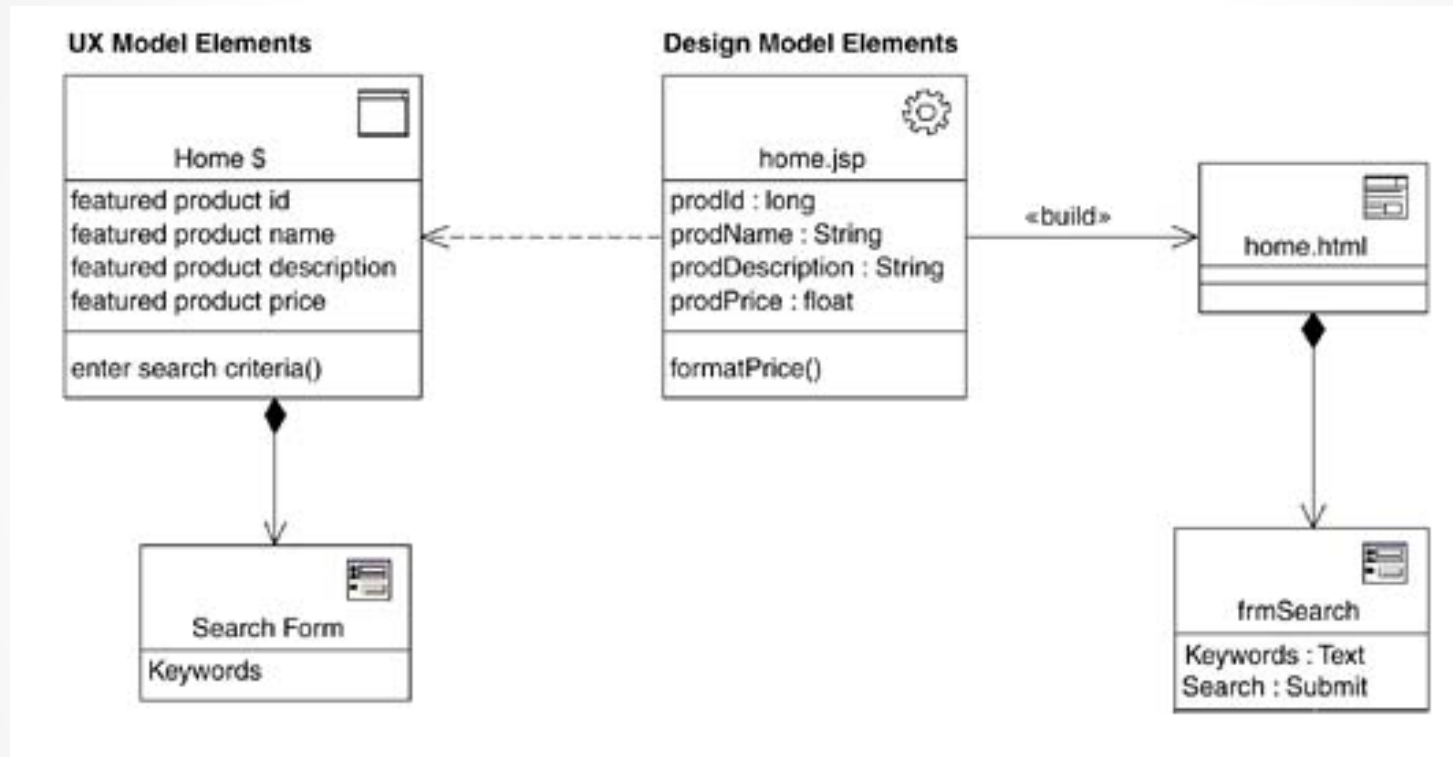 UX Model Elements
Design Model Elements
Home $
featured product id
featured product name
featured product description
featured product price
enter search criteria()
Search Form
Keywords
home.jsp
prodId : long
prodName : String
prodDescription : String
prodPrice : float
formatPrice()
«build»
home.html
frmSearch
Keywords : Text
Search : Submit